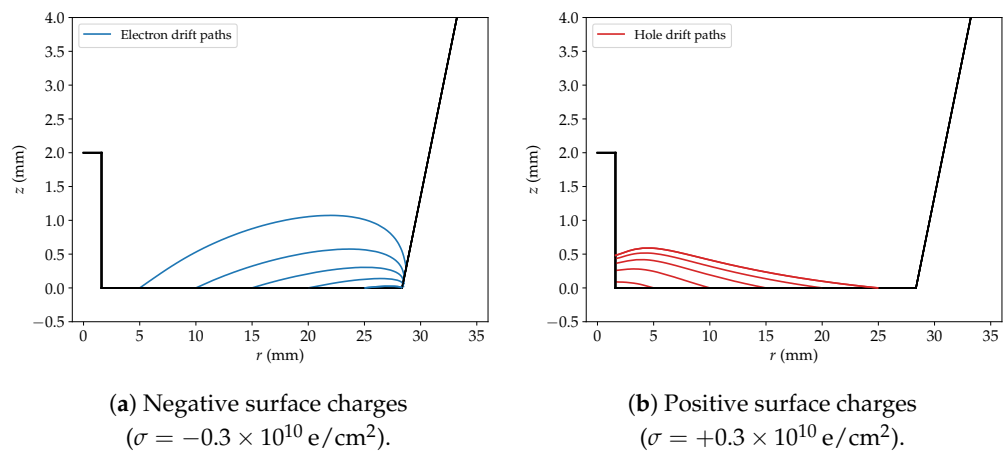 4.0
3.5
3.0
2.5
2.0
1.5
1.0
0.5
0.0
−0.5
z (mm)
0 5 10 15 20 25 30 35
r (mm)
Electron drift paths
4.0
3.5
3.0
2.5
2.0
1.5
1.0
0.5
0.0
−0.5
z (mm)
0 5 10 15 20 25 30 35
r (mm)
Hole drift paths
(a) Negative surface charges
(σ = −0.3 × 10¹⁰ e/cm²).
(b) Positive surface charges
(σ = +0.3 × 10¹⁰ e/cm²).